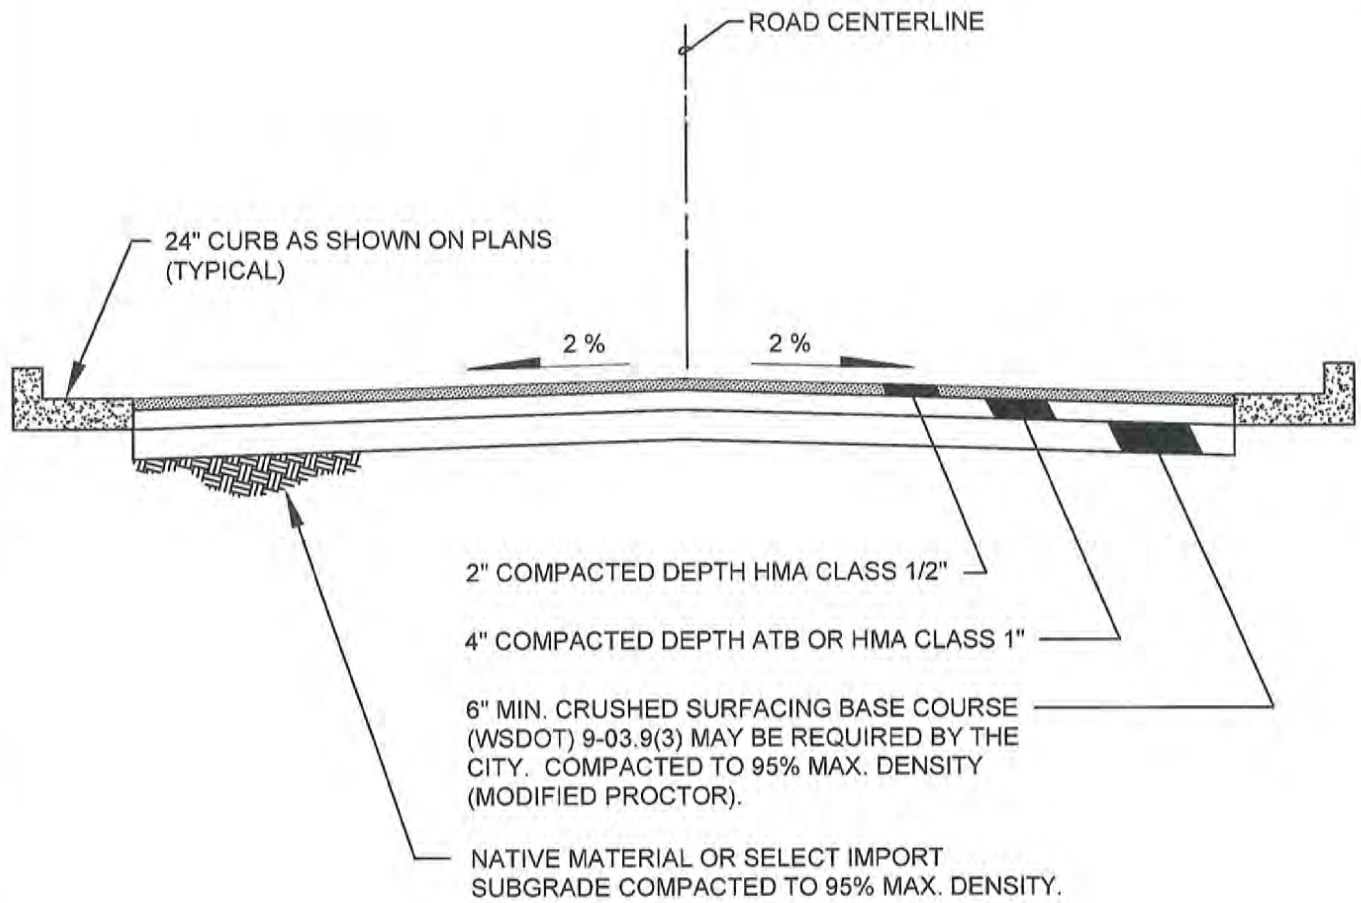 ROAD CENTERLINE
24" CURB AS SHOWN ON PLANS
(TYPICAL)
2 %
2 %
2" COMPACTED DEPTH HMA CLASS 1/2"
4" COMPACTED DEPTH ATB OR HMA CLASS 1"
6" MIN. CRUSHED SURFACING BASE COURSE
(WSDOT) 9-03.9(3) MAY BE REQUIRED BY THE
CITY. COMPACTED TO 95% MAX. DENSITY
(MODIFIED PROCTOR).
NATIVE MATERIAL OR SELECT IMPORT
SUBGRADE COMPACTED TO 95% MAX. DENSITY.